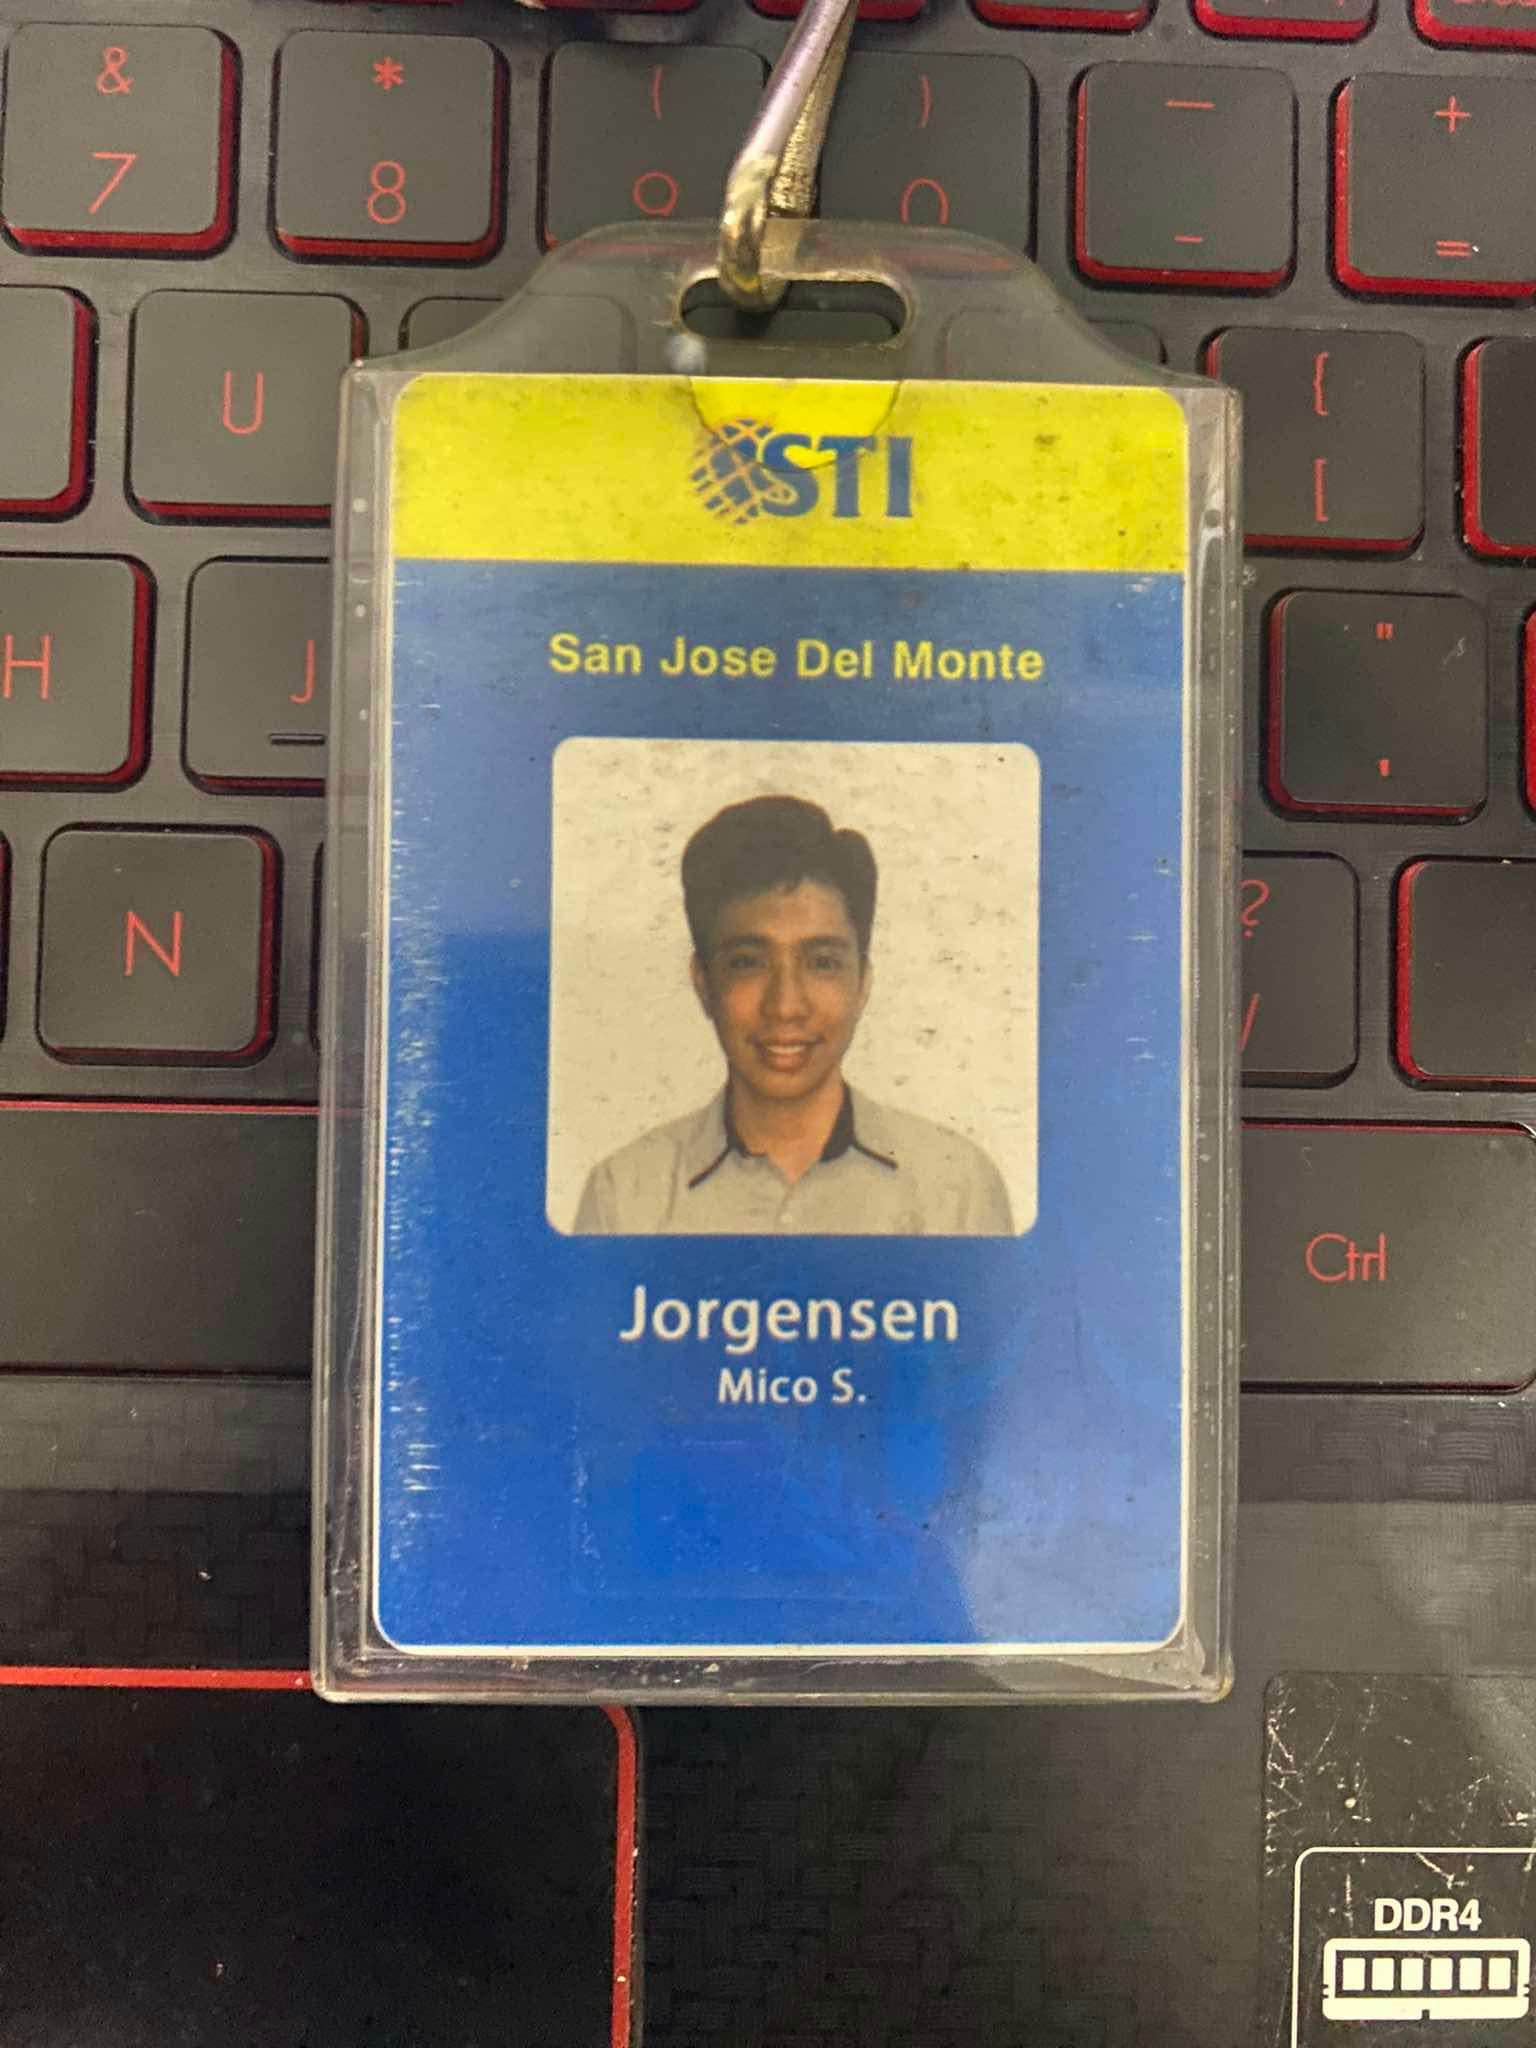 & * ( ) — +
7 8 9 0 - =
U { [
STI
San Jose Del Monte
H J " '
N ? /
Ctrl
Jorgensen
Mico S.
DDR4